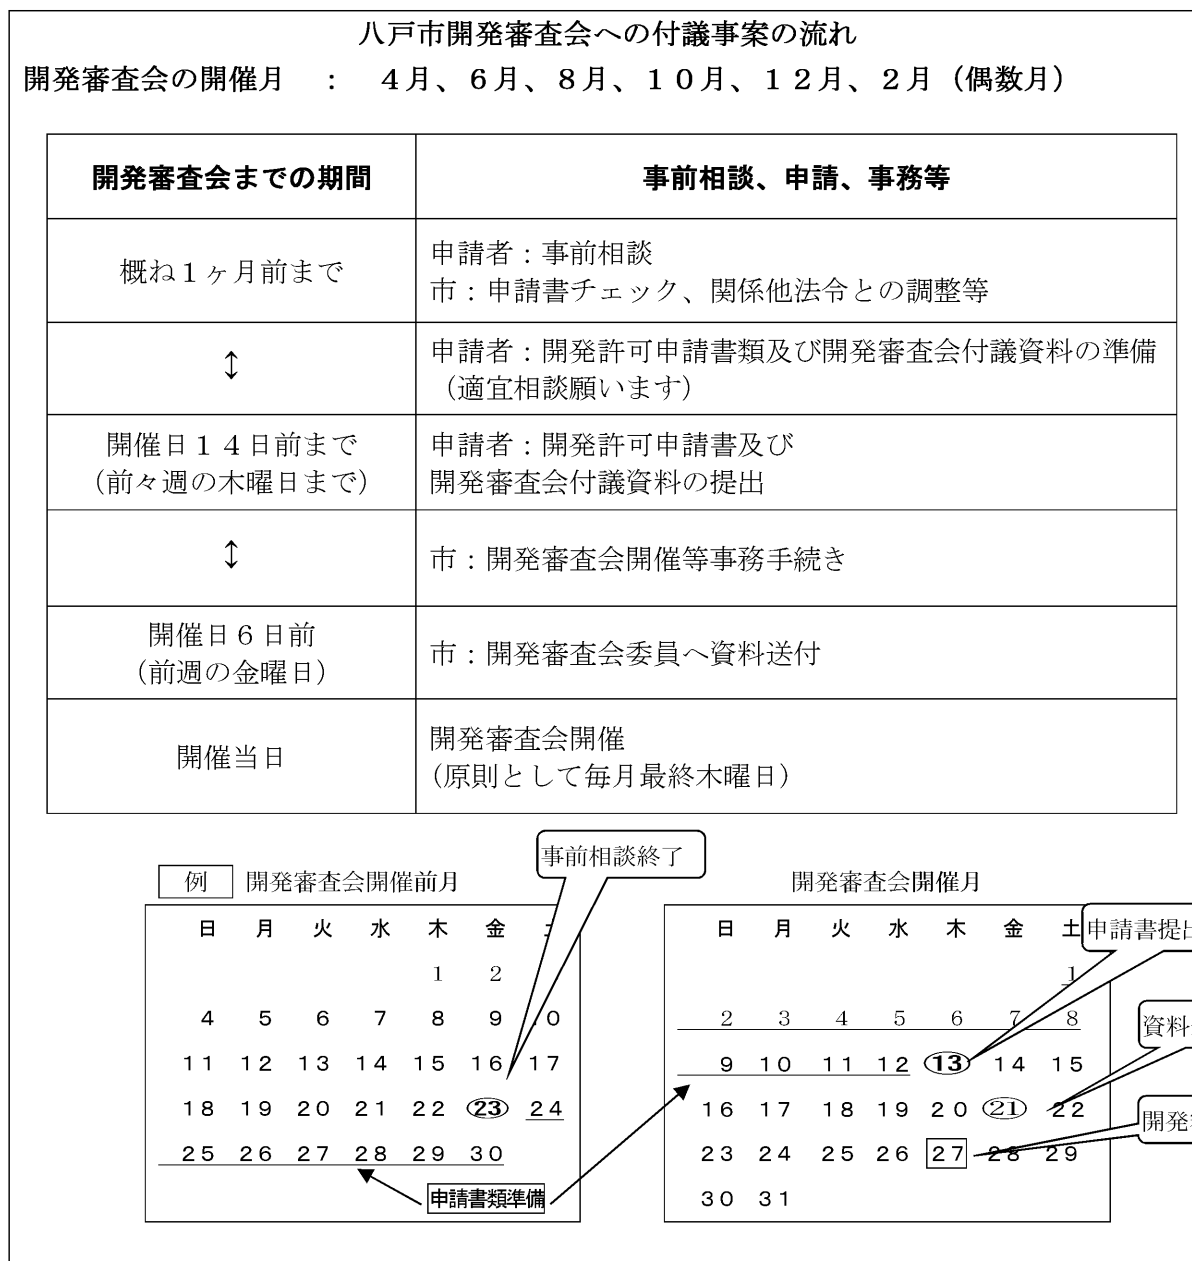 八戸市開発審査会への付議事案の流れ
開発審査会の開催月　：　４月、６月、８月、１０月、１２月、２月（偶数月）
開発審査会までの期間　事前相談、申請、事務等
概ね１ヶ月前まで
申請者：事前相談
市：申請書チェック、関係他法令との調整等
↕
申請者：開発許可申請書類及び開発審査会付議資料の準備
（適宜相談願います）
開催日１４日前まで
（前々週の木曜日まで）
申請者：開発許可申請書及び
開発審査会付議資料の提出
↕
市：開発審査会開催等事務手続き
開催日６日前
（前週の金曜日）
市：開発審査会委員へ資料送付
開催当日
開発審査会開催
（原則として毎月最終木曜日）
事前相談終了
例　開発審査会開催前月
日 月 火 水 木 金 土
1 2
4 5 6 7 8 9 10
11 12 13 14 15 16 17
18 19 20 21 22 23 24
25 26 27 28 29 30
申請書類準備
開発審査会開催月
日 月 火 水 木 金 土
1
2 3 4 5 6 7 8
9 10 11 12 13 14 15
16 17 18 19 20 21 22
23 24 25 26 27 28 29
30 31
申請書提出
資料
開発